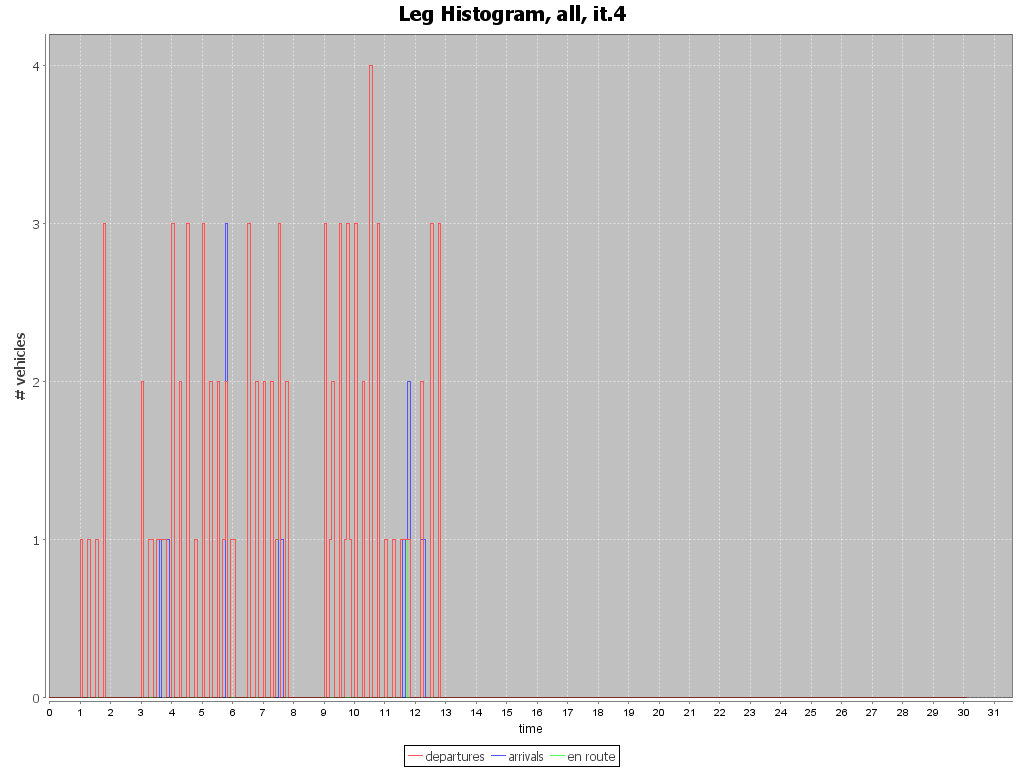 Leg Histogram, all, it.4
# vehicles
4
3
2
1
0
0 1 2 3 4 5 6 7 8 9 10 11 12 13 14 15 16 17 18 19 20 21 22 23 24 25 26 27 28 29 30 31
time
departures arrivals en route